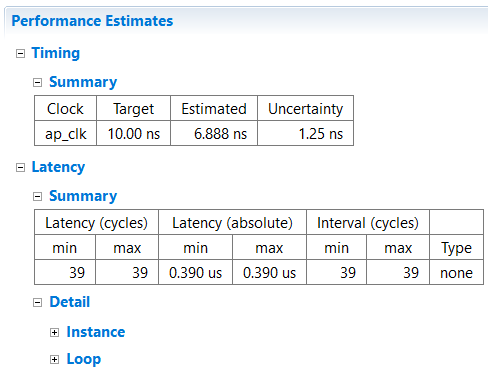 Performance Estimates
Timing
Summary
Clock Target Estimated Uncertainty
ap_clk 10.00 ns 6.888 ns 1.25 ns
Latency
Summary
Latency (cycles) Latency (absolute) Interval (cycles)
min max min max min max Type
39 39 0.390 us 0.390 us 39 39 none
Detail
Instance
Loop